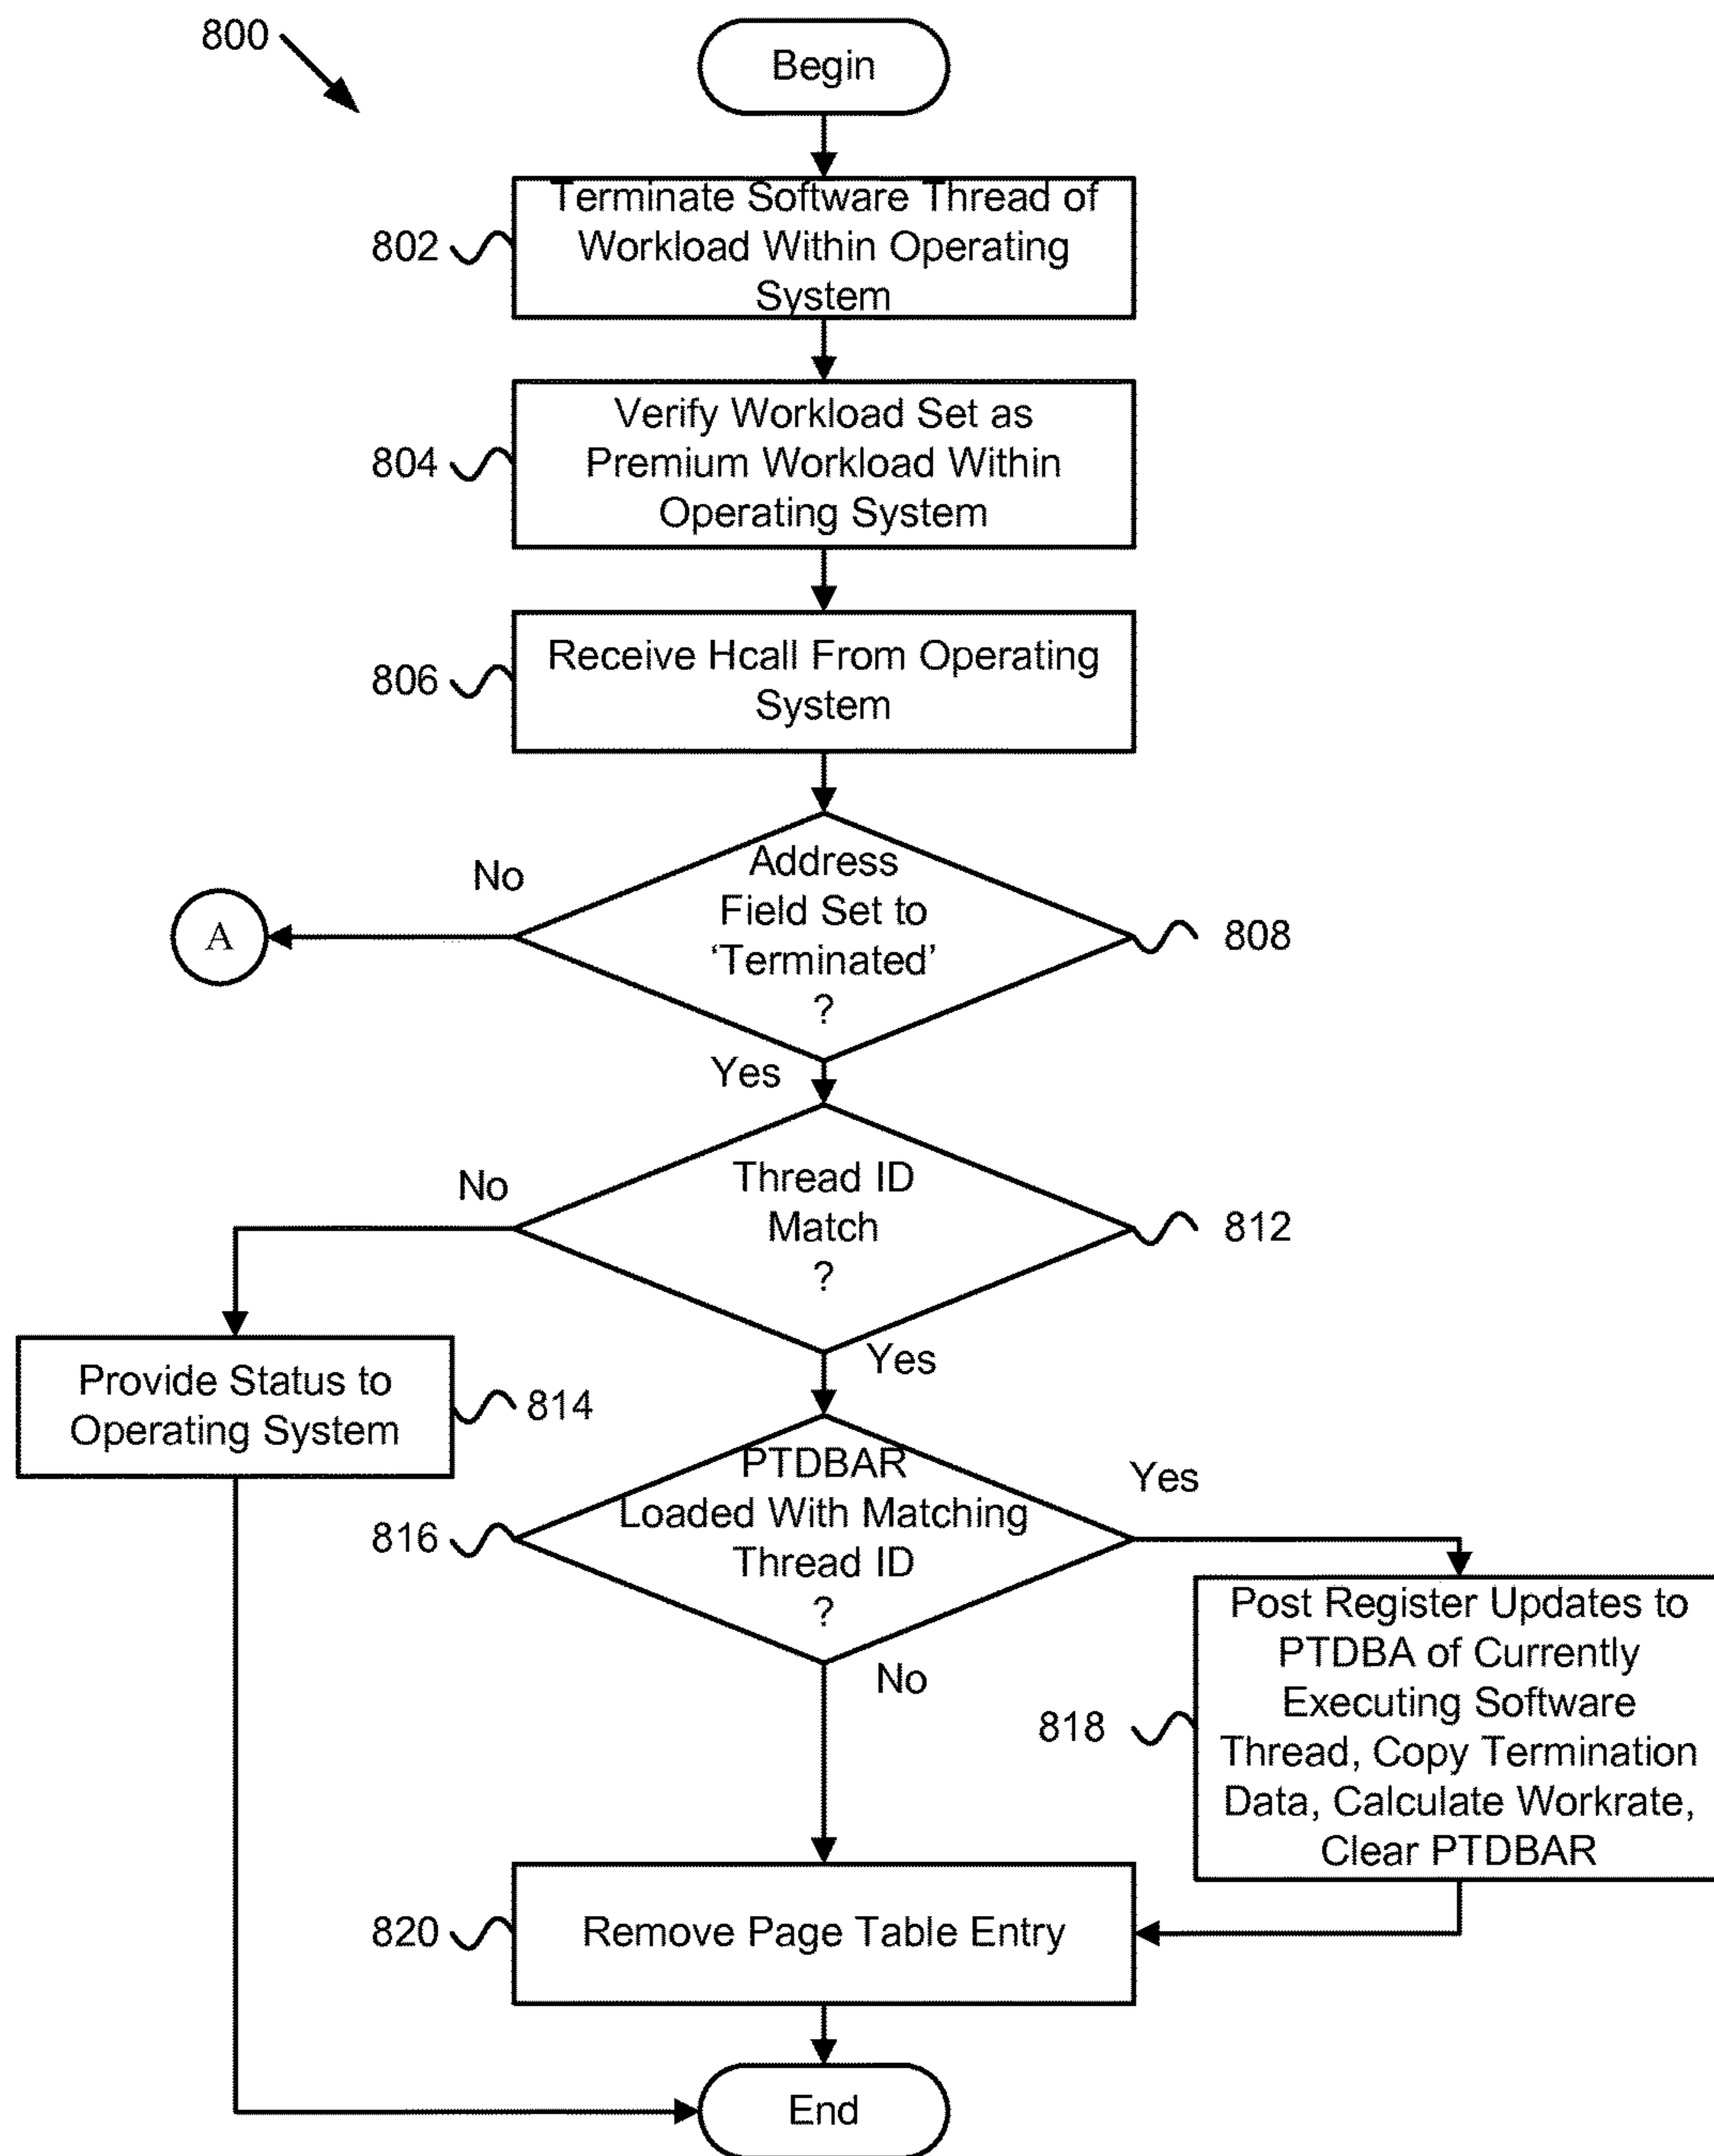 800
Begin
Terminate Software Thread of
Workload Within Operating
System
802
Verify Workload Set as
Premium Workload Within
Operating System
804
Receive Hcall From Operating
System
806
Address
Field Set to
‘Terminated’
?
No
A
808
Yes
Thread ID
Match
?
No
812
Provide Status to
Operating System
814
Yes
PTDBAR
Loaded With Matching
Thread ID
?
816
Yes
No
Post Register Updates to
PTDBA of Currently
Executing Software
Thread, Copy Termination
Data, Calculate Workrate,
Clear PTDBAR
818
820
Remove Page Table Entry
End